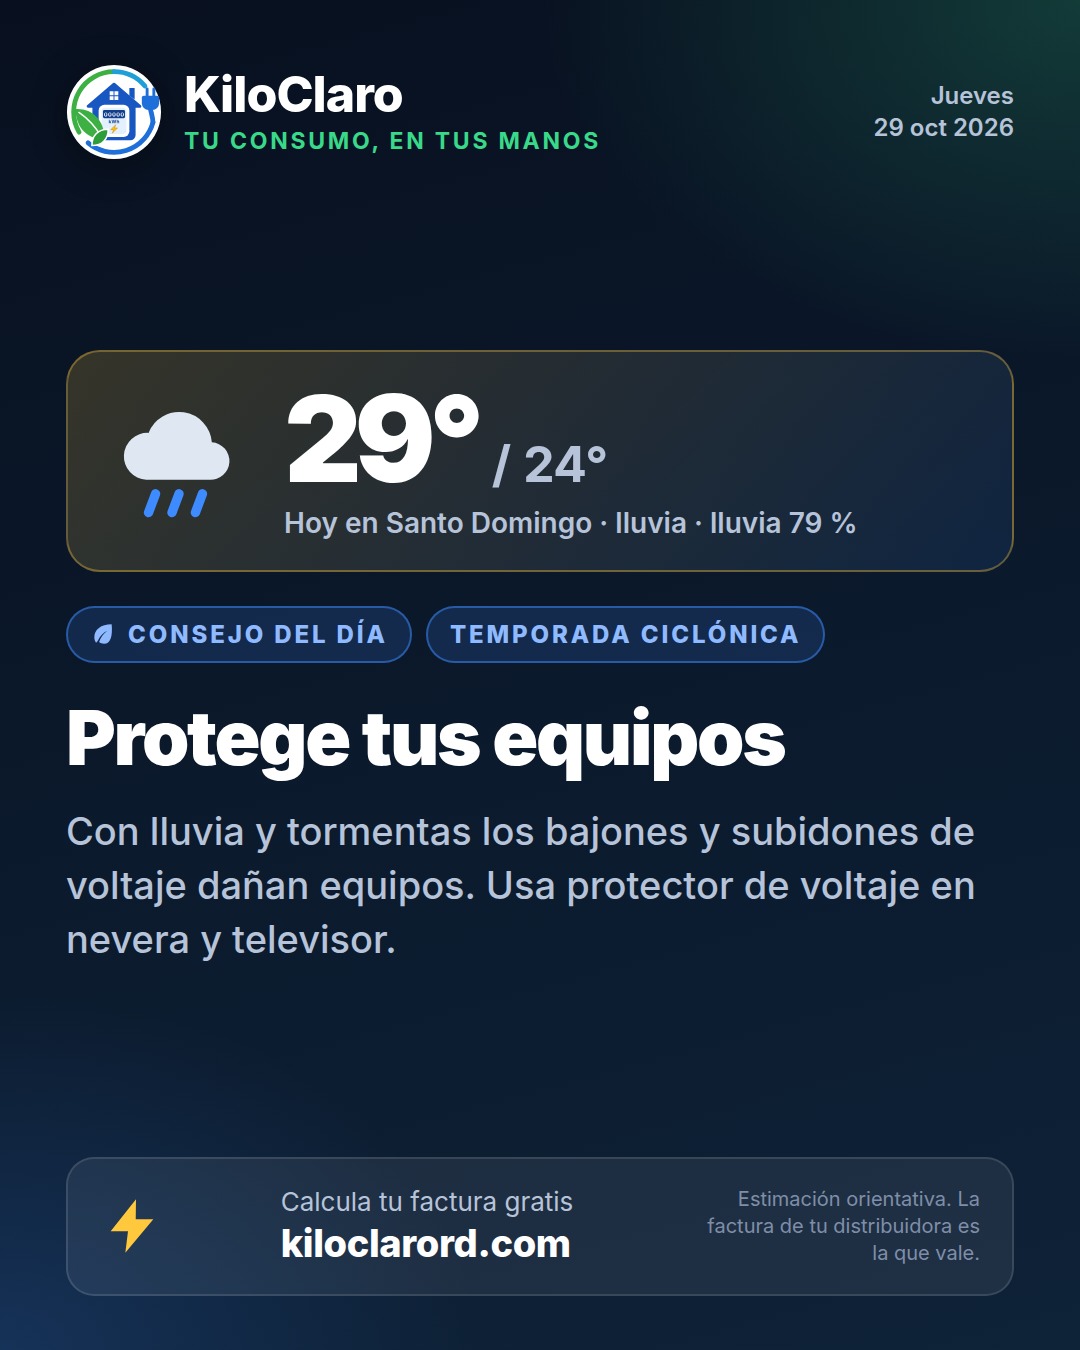 KiloClaro
TU CONSUMO, EN TUS MANOS
Jueves
29 oct 2026
29° / 24°
Hoy en Santo Domingo · lluvia · lluvia 79 %
CONSEJO DEL DÍA
TEMPORADA CICLÓNICA
Protege tus equipos
Con lluvia y tormentas los bajones y subidones de
voltaje dañan equipos. Usa protector de voltaje en
nevera y televisor.
Calcula tu factura gratis
kiloclarord.com
Estimación orientativa. La
factura de tu distribuidora es
la que vale.